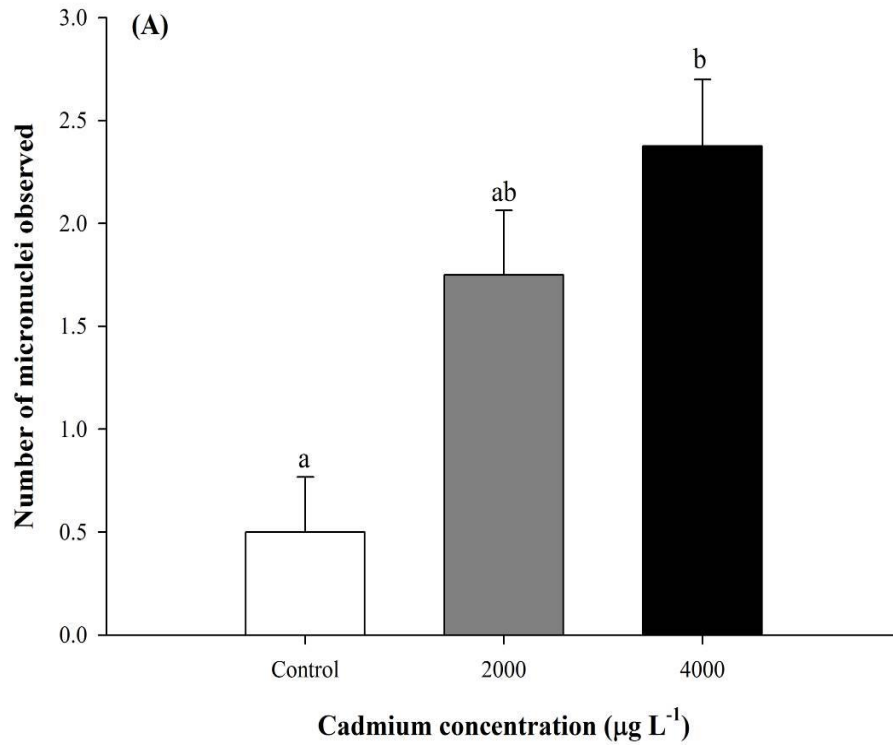 (A)
Number of micronuclei observed
3.0
2.5
2.0
1.5
1.0
0.5
0.0
a
ab
b
Control 2000 4000
Cadmium concentration (µg L⁻¹)